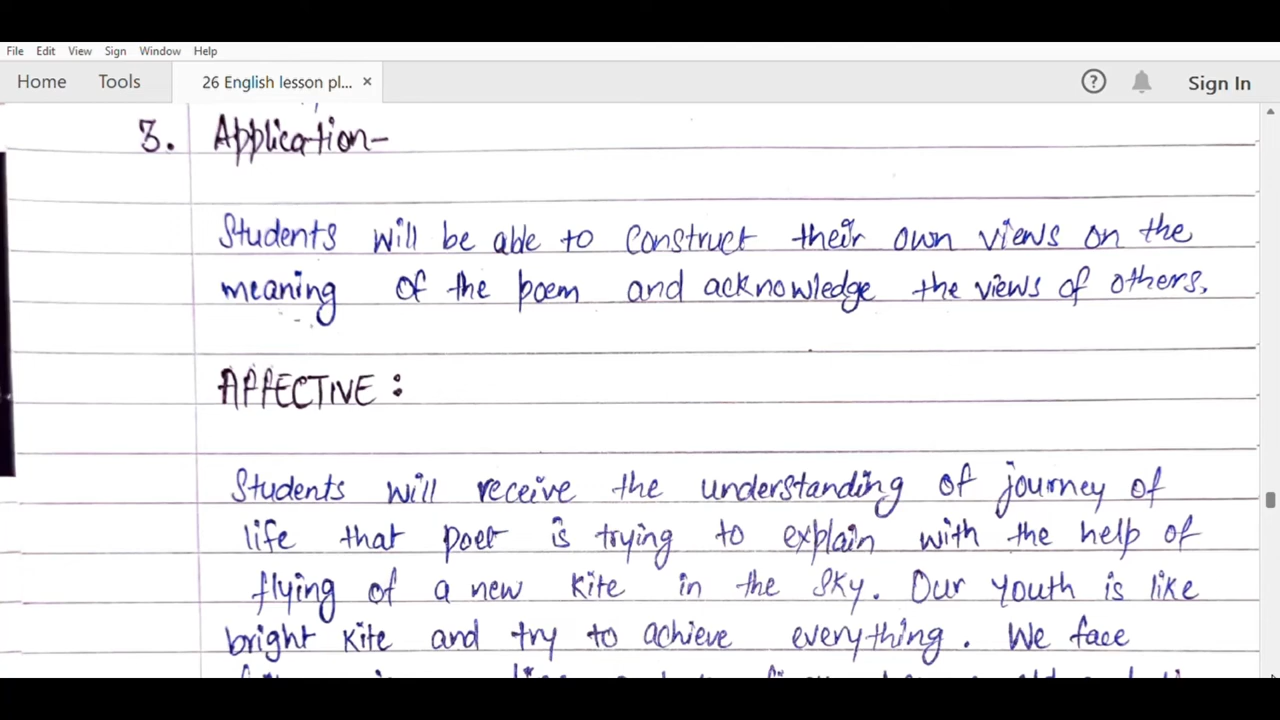 File Edit View Sign Window Help
Home Tools 26 English lesson pl... × ? Sign In
3. Application-
Students will be able to construct their own views on the
meaning of the poem and acknowledge the views of others.
AFFECTIVE :
Students will receive the understanding of journey of
life that poet is trying to explain with the help of
flying of a new kite in the sky. Our youth is like
bright kite and try to achieve everything. We face